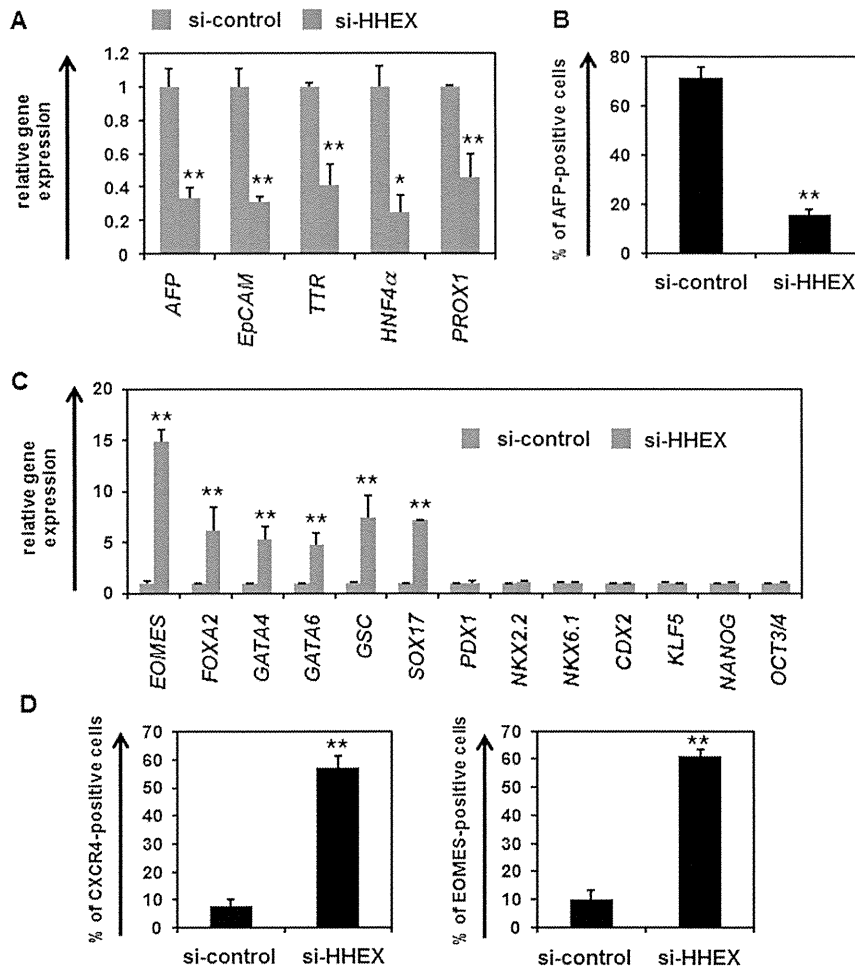 A
si-control si-HHEX
relative gene
expression
1.2
1
0.8
0.6
0.4
0.2
0
** ** ** * **
AFP EpCAM TTR HNF4α PROX1
B
% of AFP-positive cells
80
60
40
20
0
**
si-control si-HHEX
C
relative gene
expression
20
15
10
5
0
si-control si-HHEX
** ** ** ** ** **
EOMES FOXA2 GATA4 GATA6 GSC SOX17 PDX1 NKX2.2 NKX6.1 CDX2 KLF5 NANOG OCT3/4
D
% of CXCR4-positive cells
70
60
50
40
30
20
10
0
**
si-control si-HHEX
% of EOMES-positive cells
70
60
50
40
30
20
10
0
**
si-control si-HHEX